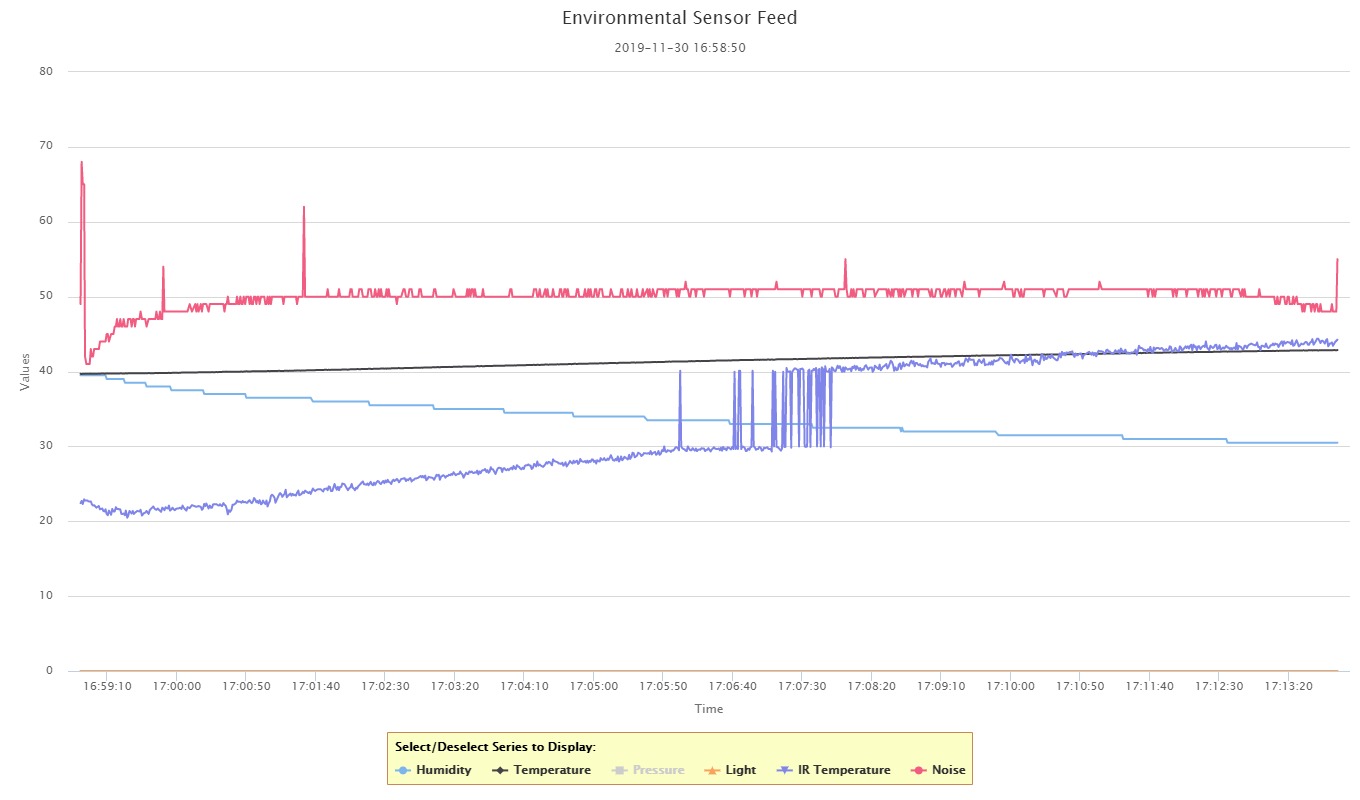 Environmental Sensor Feed
2019-11-30 16:58:50
80
70
60
50
40
30
20
10
0
Values
16:59:10 17:00:00 17:00:50 17:01:40 17:02:30 17:03:20 17:04:10 17:05:00 17:05:50 17:06:40 17:07:30 17:08:20 17:09:10 17:10:00 17:10:50 17:11:40 17:12:30 17:13:20
Time
Select/Deselect Series to Display:
Humidity Temperature Pressure Light IR Temperature Noise